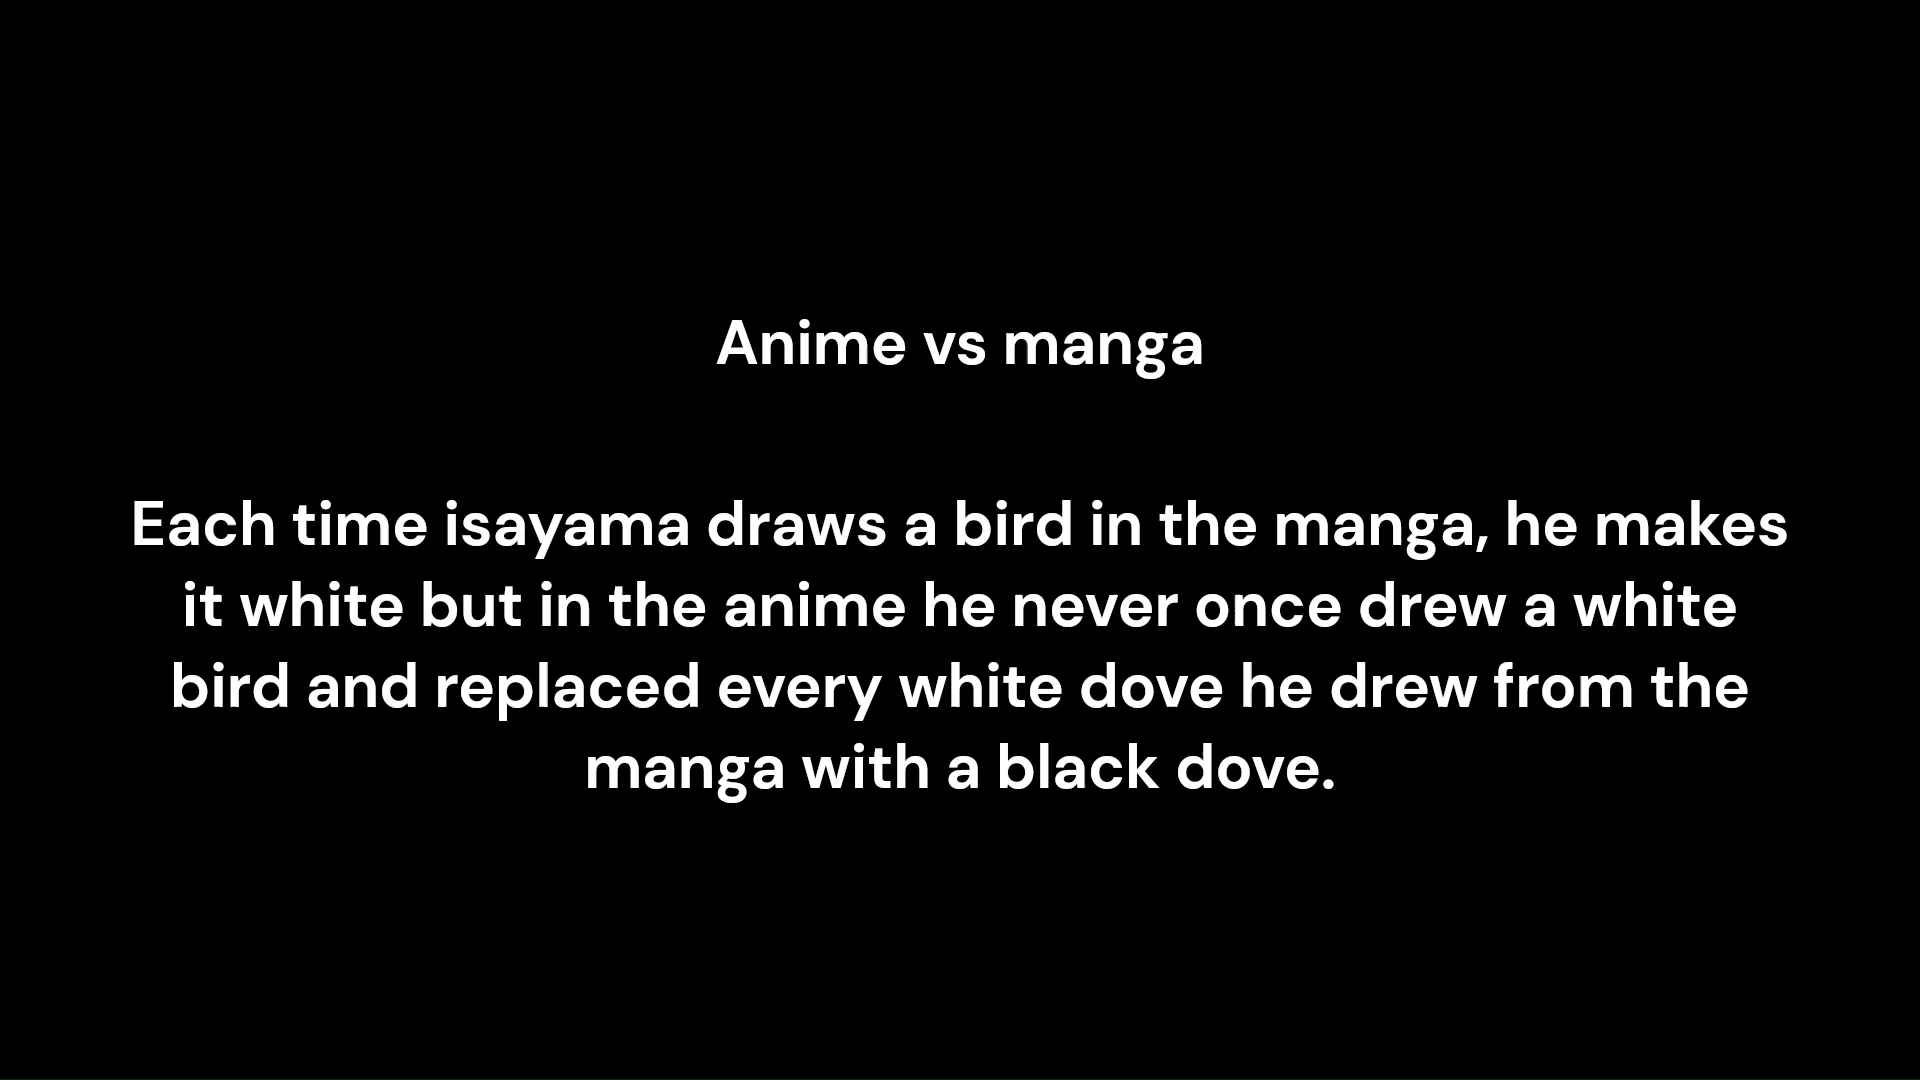 Anime vs manga
Each time isayama draws a bird in the manga, he makes
it white but in the anime he never once drew a white
bird and replaced every white dove he drew from the
manga with a black dove.